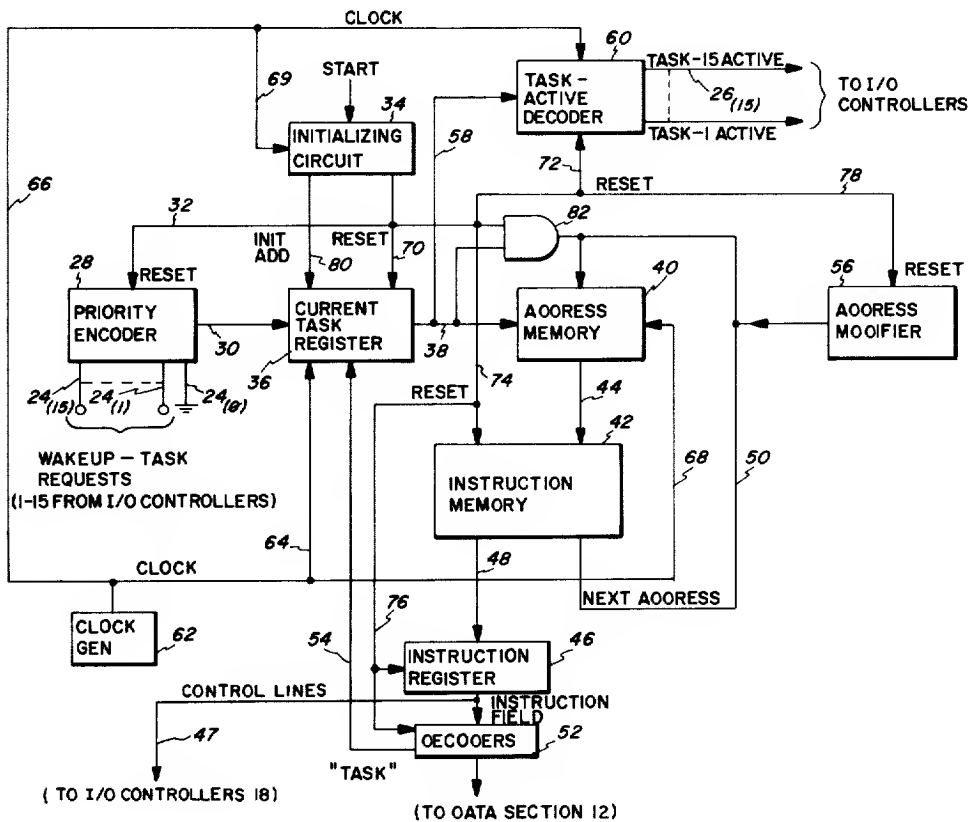 CLOCK
60
TASK-15 ACTIVE
START
TASK-
ACTIVE
DECODER
26 (15)
TO I/O
CONTROLLERS
69
34
INITIALIZING
CIRCUIT
58
TASK-1 ACTIVE
66
72
RESET
78
32
82
INIT
ADD
80
RESET
70
28
RESET
40
56
RESET
PRIORITY
ENCODER
30
CURRENT
TASK
REGISTER
38
AOORESS
MEMORY
AOORESS
MOOIFIER
36
24 (15)
24 (1)
24 (0)
74
RESET
44
42
WAKEUP-TASK
REQUESTS
(1-15 FROM I/O CONTROLLERS)
INSTRUCTION
MEMORY
68
50
64
CLOCK
48
NEXT AOORESS
CLOCK
GEN
62
76
54
INSTRUCTION
REGISTER
46
CONTROL LINES
INSTRUCTION
FIELD
47
OECOOERS
52
"TASK"
(TO I/O CONTROLLERS 18)
(TO OATA SECTION 12)